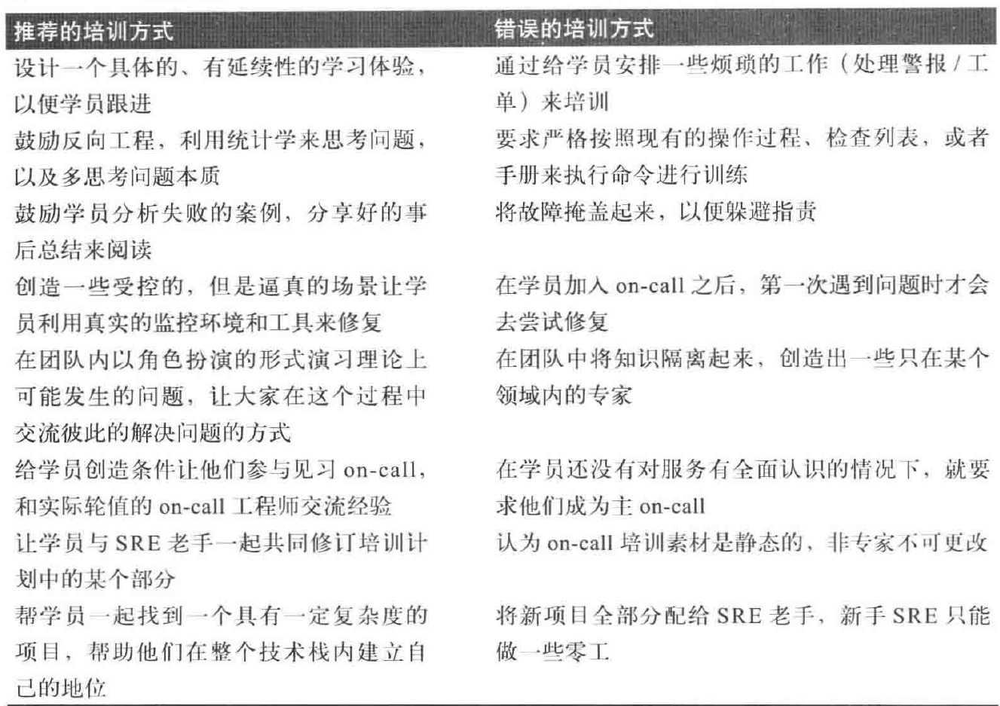 推荐的培训方式
错误的培训方式
设计一个具体的、有延续性的学习体验，
以便学员跟进
通过给学员安排一些烦琐的工作（处理警报 / 工
单）来培训
鼓励反向工程，利用统计学来思考问题，
以及多思考问题本质
要求严格按照现有的操作过程、检查列表，或者
手册来执行命令进行训练
鼓励学员分析失败的案例，分享好的事
后总结来阅读
将故障掩盖起来，以便躲避指责
创造一些受控的，但是逼真的场景让学
员利用真实的监控环境和工具来修复
在学员加入 on-call 之后，第一次遇到问题时才会
去尝试修复
在团队内以角色扮演的形式演习理论上
可能发生的问题，让大家在这个过程中
交流彼此的解决问题的方式
在团队中将知识隔离起来，创造出一些只在某个
领域内的专家
给学员创造条件让他们参与见习 on-call，
和实际轮值的 on-call 工程师交流经验
在学员还没有对服务有全面认识的情况下，就要
求他们成为主 on-call
让学员与 SRE 老手一起共同修订培训计
划中的某个部分
认为 on-call 培训素材是静态的，非专家不可更改
帮学员一起找到一个具有一定复杂度的
项目，帮助他们在整个技术栈内建立自
己的地位
将新项目全部分配给 SRE 老手，新手 SRE 只能
做一些零工